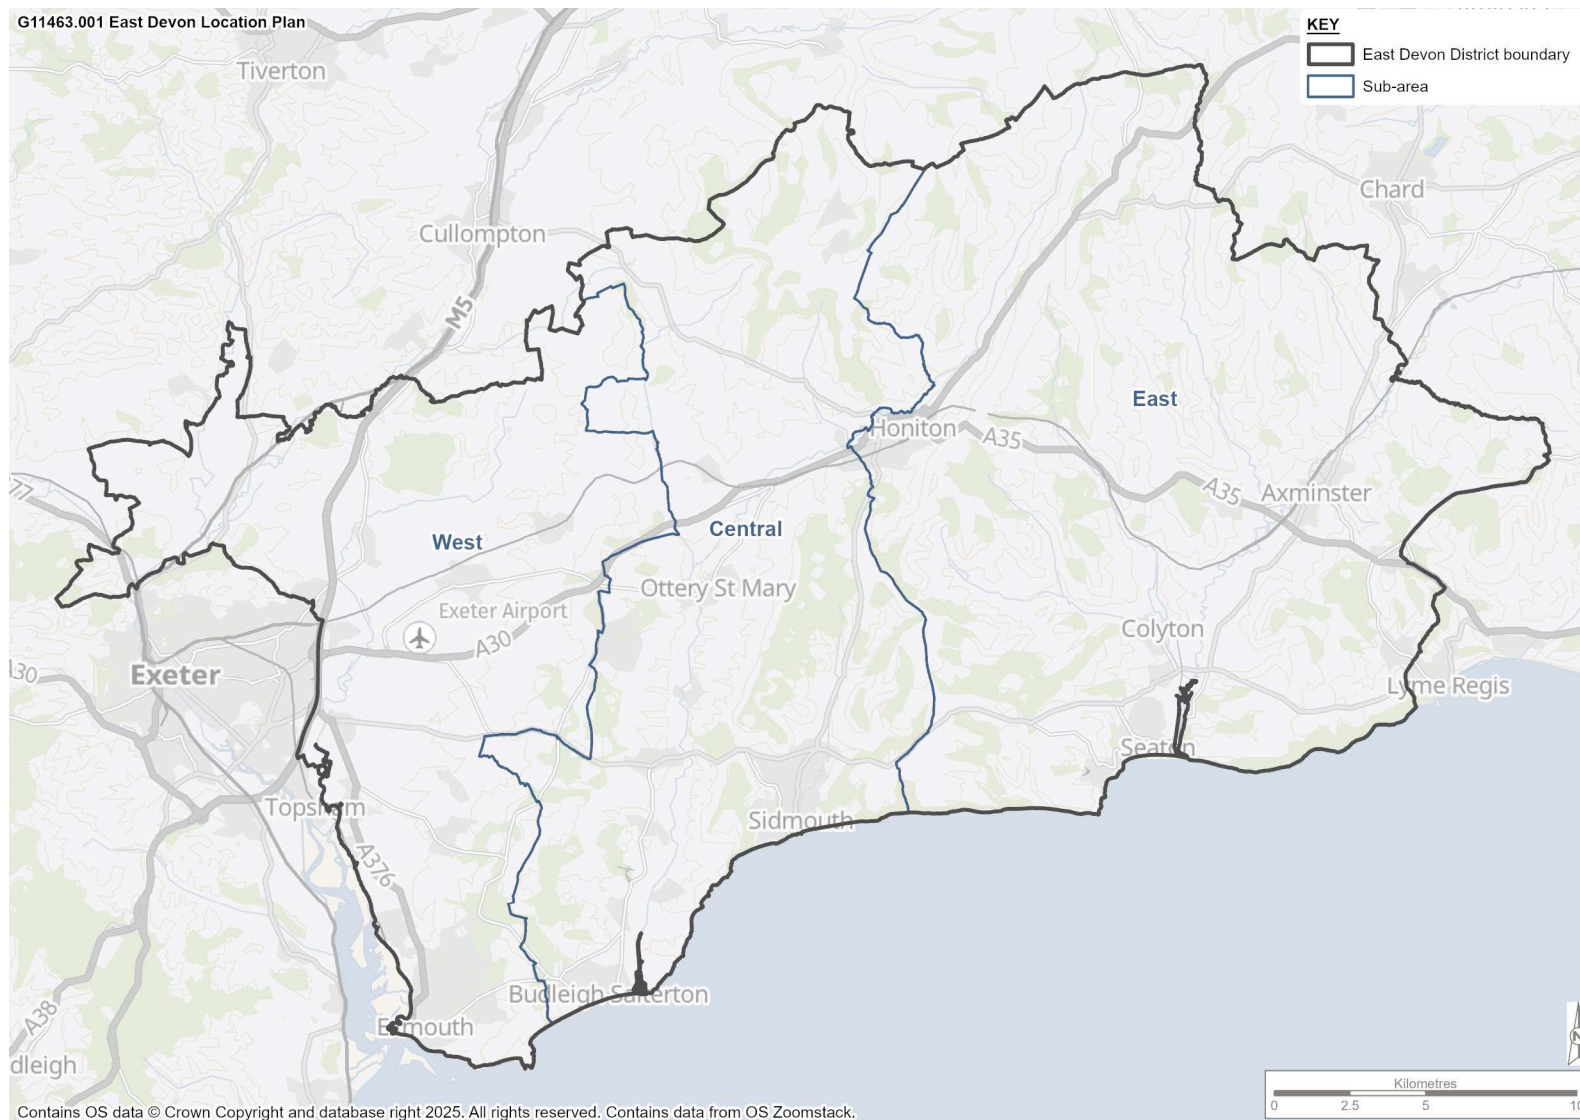 G11463.001 East Devon Location Plan
KEY
East Devon District boundary
Sub-area
Tiverton
Chard
Cullompton
M5
East
Honiton
A35
A35
Axminster
West
Central
Ottery St Mary
Exeter Airport
A30
Colyton
A30
Exeter
Lyme Regis
Seaton
Topsham
Sidmouth
A376
Budleigh Salterton
Exmouth
A38
dleigh
Kilometres
0 2.5 5 10
Contains OS data © Crown Copyright and database right 2025. All rights reserved. Contains data from OS Zoomstack.